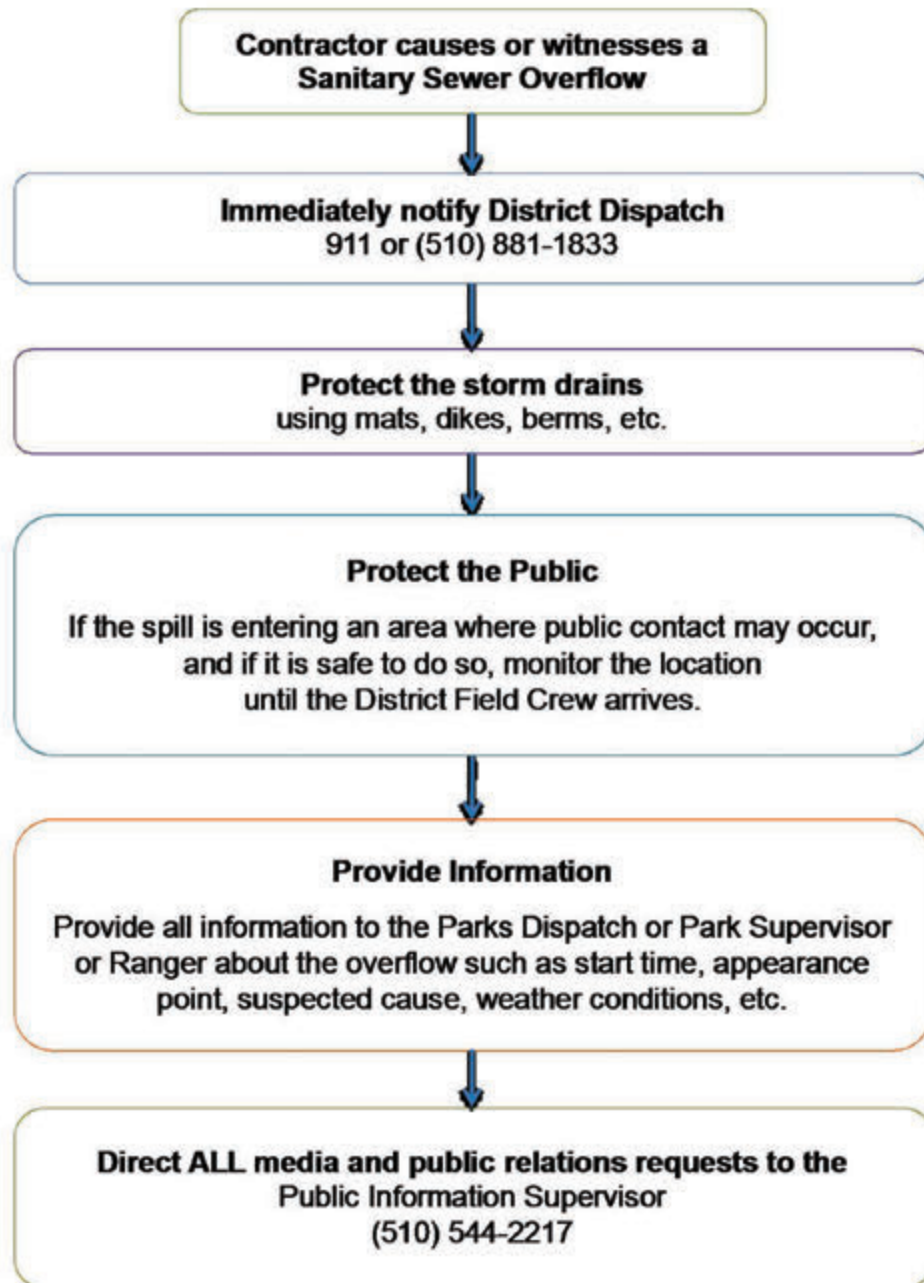 Contractor causes or witnesses a
Sanitary Sewer Overflow
Immediately notify District Dispatch
911 or (510) 881-1833
Protect the storm drains
using mats, dikes, berms, etc.
Protect the Public
If the spill is entering an area where public contact may occur,
and if it is safe to do so, monitor the location
until the District Field Crew arrives.
Provide Information
Provide all information to the Parks Dispatch or Park Supervisor
or Ranger about the overflow such as start time, appearance
point, suspected cause, weather conditions, etc.
Direct ALL media and public relations requests to the
Public Information Supervisor
(510) 544-2217